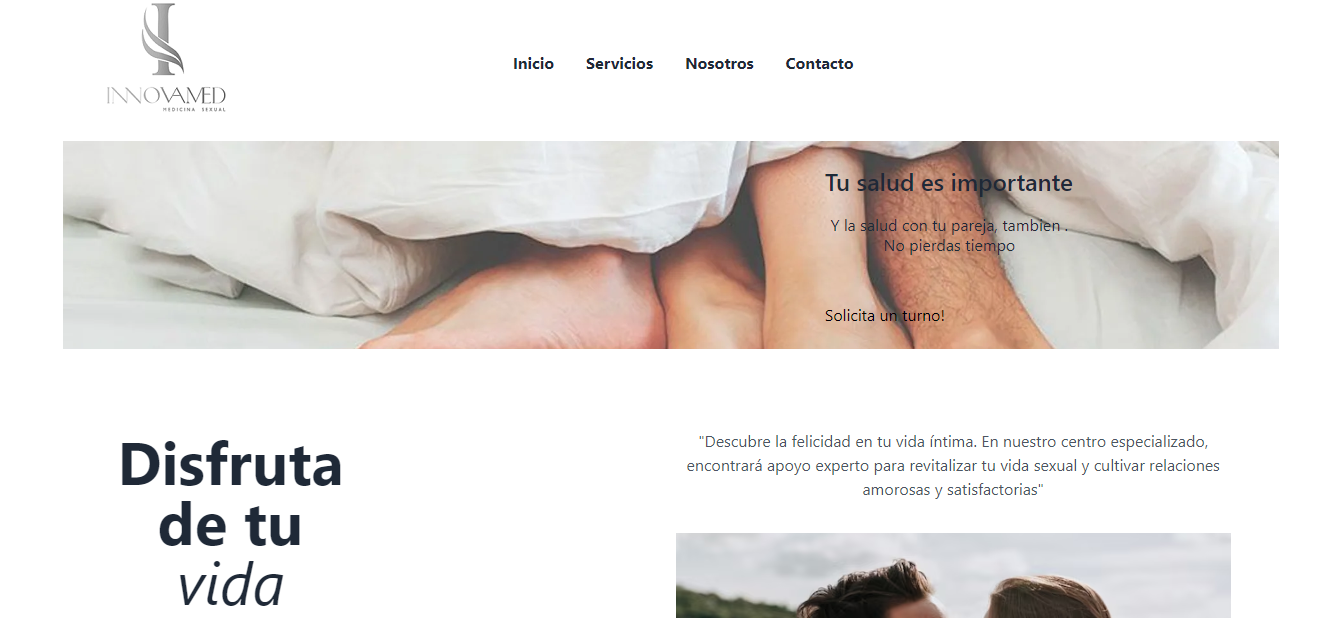 INNOVAMED
MEDICINA SEXUAL
Inicio Servicios Nosotros Contacto
Tu salud es importante
Y la salud con tu pareja, tambien .
No pierdas tiempo
Solicita un turno!
Disfruta
de tu
vida
"Descubre la felicidad en tu vida íntima. En nuestro centro especializado,
encontrará apoyo experto para revitalizar tu vida sexual y cultivar relaciones
amorosas y satisfactorias"